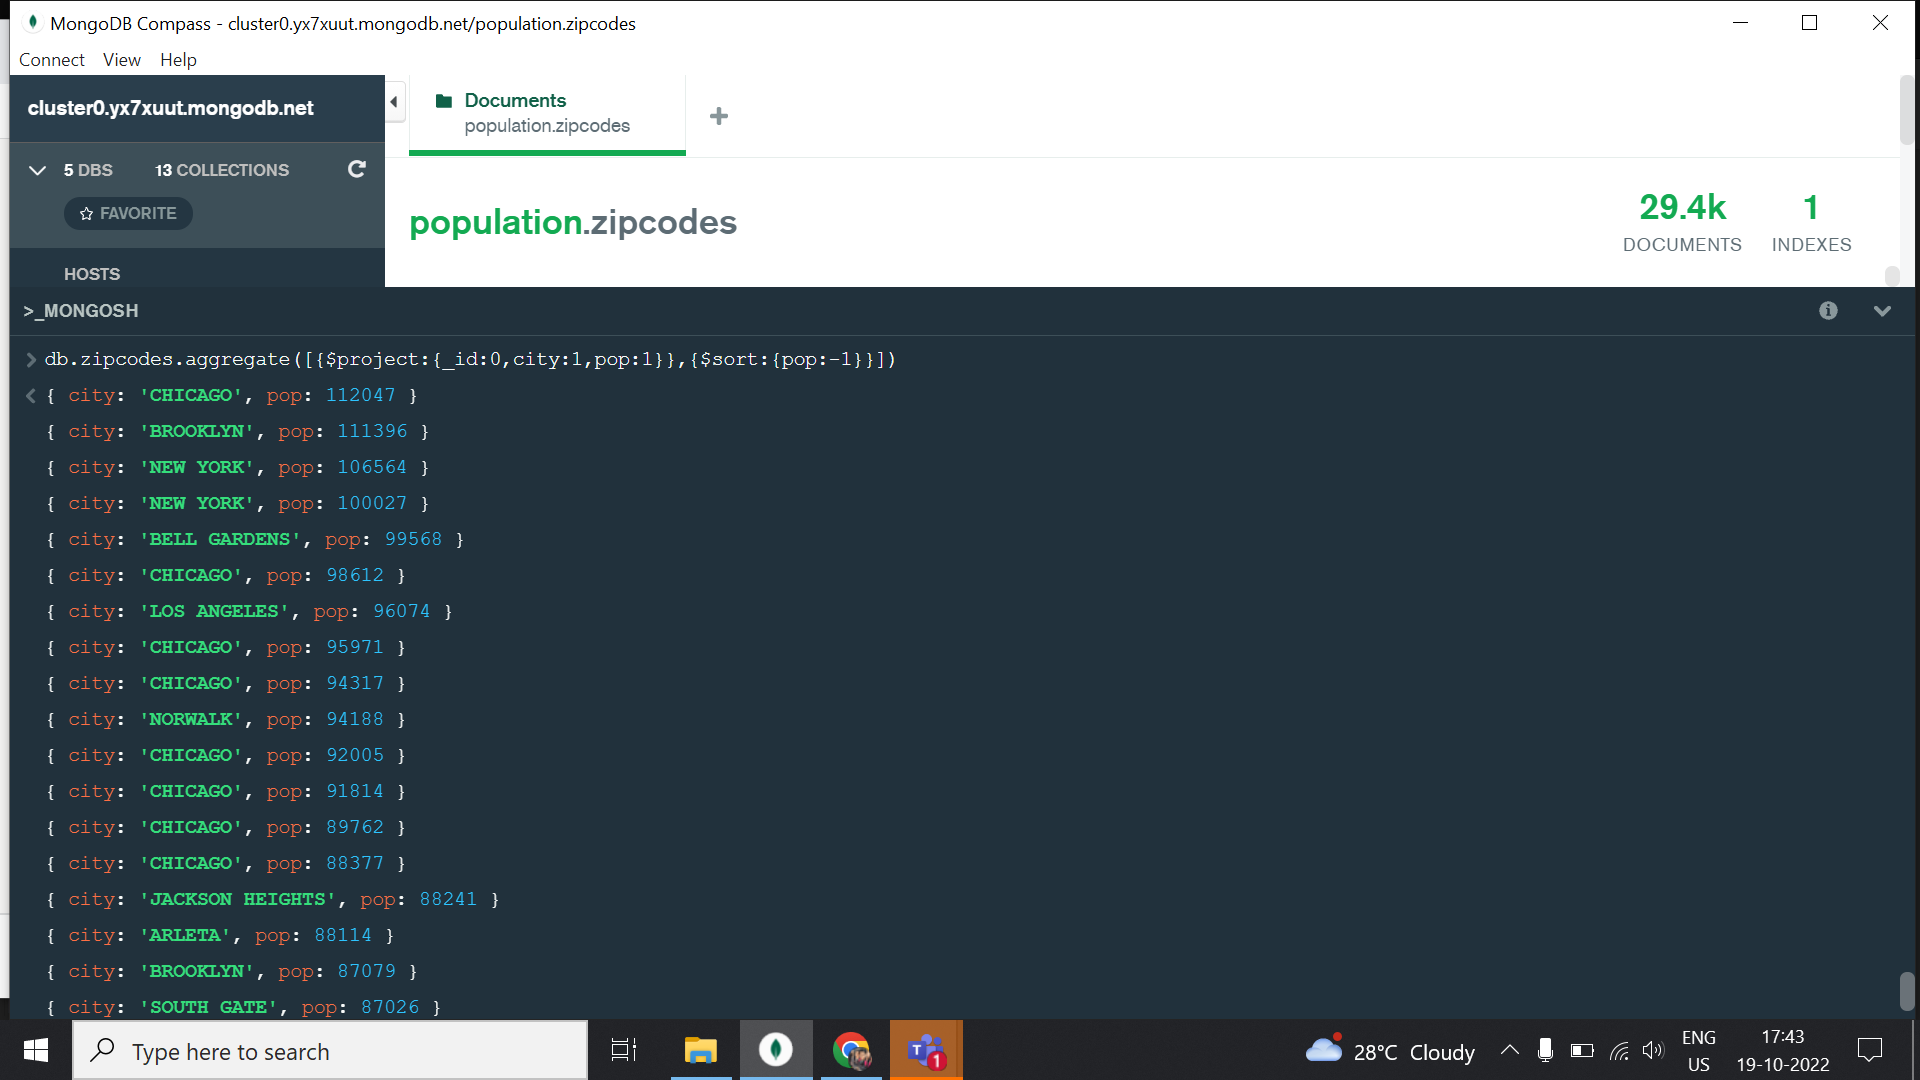 MongoDB Compass - cluster0.yx7xuut.mongodb.net/population.zipcodes
Connect View Help
cluster0.yx7xuut.mongodb.net
Documents
population.zipcodes
5 DBS 13 COLLECTIONS
FAVORITE
population.zipcodes
29.4k
DOCUMENTS
1
INDEXES
HOSTS
>_MONGOSH
db.zipcodes.aggregate([{$project:{_id:0,city:1,pop:1}},{$sort:{pop:-1}}])
{ city: 'CHICAGO', pop: 112047 }
{ city: 'BROOKLYN', pop: 111396 }
{ city: 'NEW YORK', pop: 106564 }
{ city: 'NEW YORK', pop: 100027 }
{ city: 'BELL GARDENS', pop: 99568 }
{ city: 'CHICAGO', pop: 98612 }
{ city: 'LOS ANGELES', pop: 96074 }
{ city: 'CHICAGO', pop: 95971 }
{ city: 'CHICAGO', pop: 94317 }
{ city: 'NORWALK', pop: 94188 }
{ city: 'CHICAGO', pop: 92005 }
{ city: 'CHICAGO', pop: 91814 }
{ city: 'CHICAGO', pop: 89762 }
{ city: 'CHICAGO', pop: 88377 }
{ city: 'JACKSON HEIGHTS', pop: 88241 }
{ city: 'ARLETA', pop: 88114 }
{ city: 'BROOKLYN', pop: 87079 }
{ city: 'SOUTH GATE', pop: 87026 }
Type here to search
T
1
28°C Cloudy
ENG
US
17:43
19-10-2022